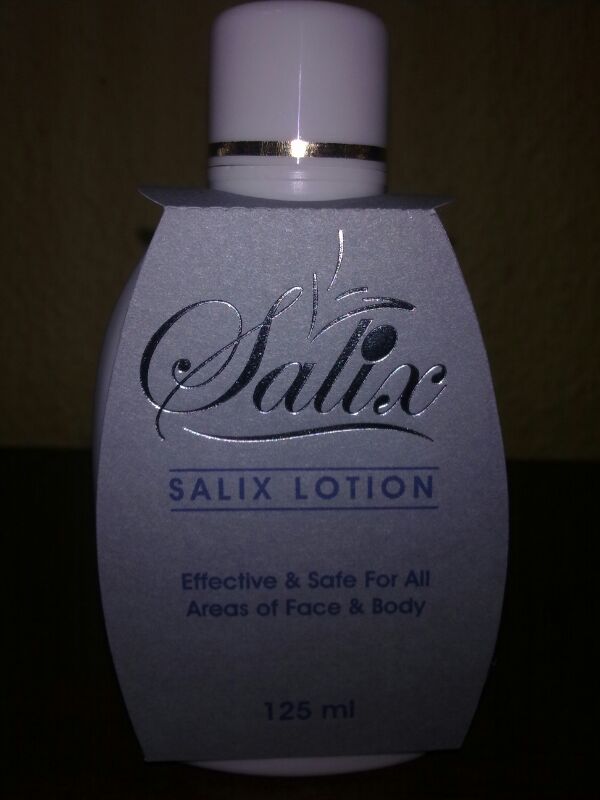 Salix
SALIX LOTION
Effective & Safe For All
Areas of Face & Body
125 ml